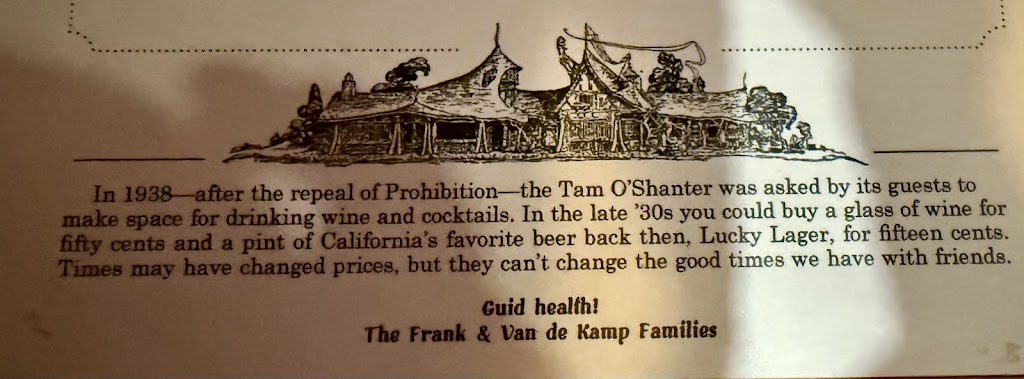 In 1938—after the repeal of Prohibition—the Tam O'Shanter was asked by its guests to
make space for drinking wine and cocktails. In the late '30s you could buy a glass of wine for
fifty cents and a pint of California's favorite beer back then, Lucky Lager, for fifteen cents.
Times may have changed prices, but they can't change the good times we have with friends.
Guid health!
The Frank & Van de Kamp Families